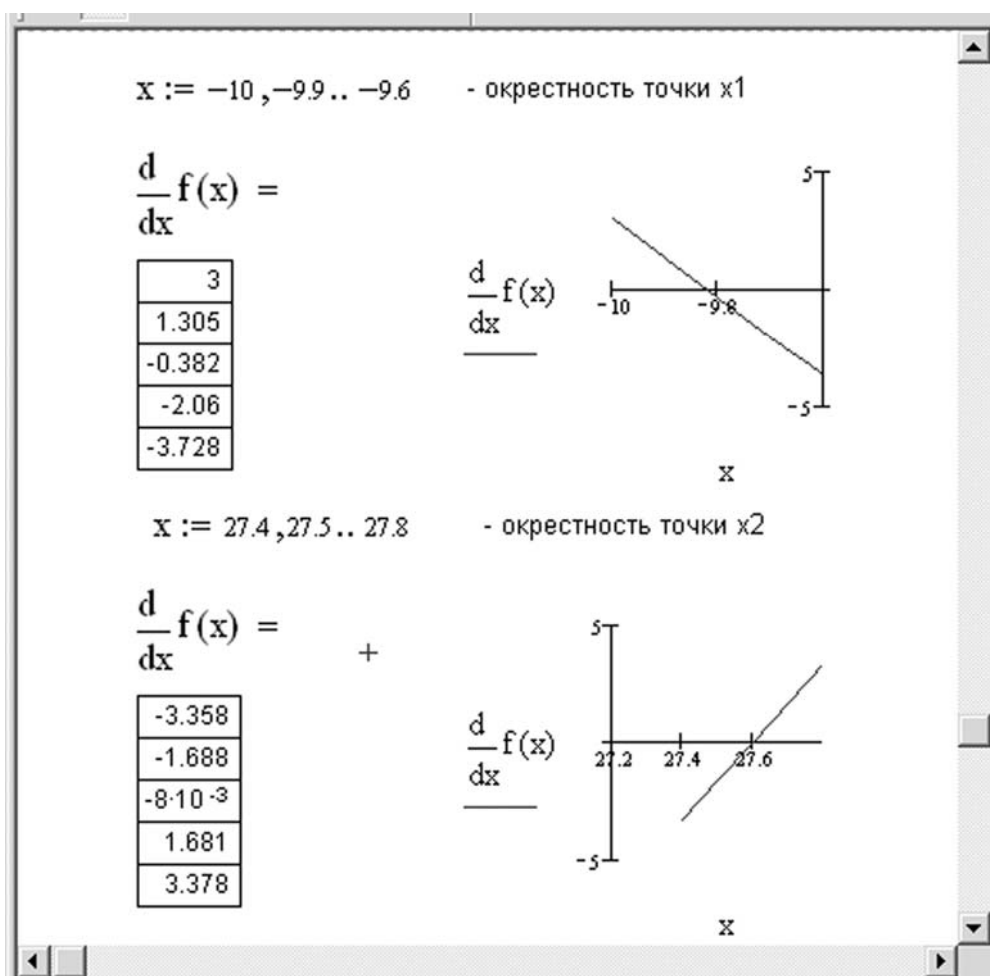 x := −10 ,−9.9 .. −9.6 - окрестность точки x1
d
dx
f(x) =
3
1.305
-0.382
-2.06
-3.728
5
d
dx
f(x)
−10
−9.8
−5
x
x := 27.4 ,27.5 .. 27.8 - окрестность точки x2
d
dx
f(x) =
+
-3.358
-1.688
-8·10 -3
1.681
3.378
5
d
dx
f(x)
27.2 27.4 27.6
−5
x